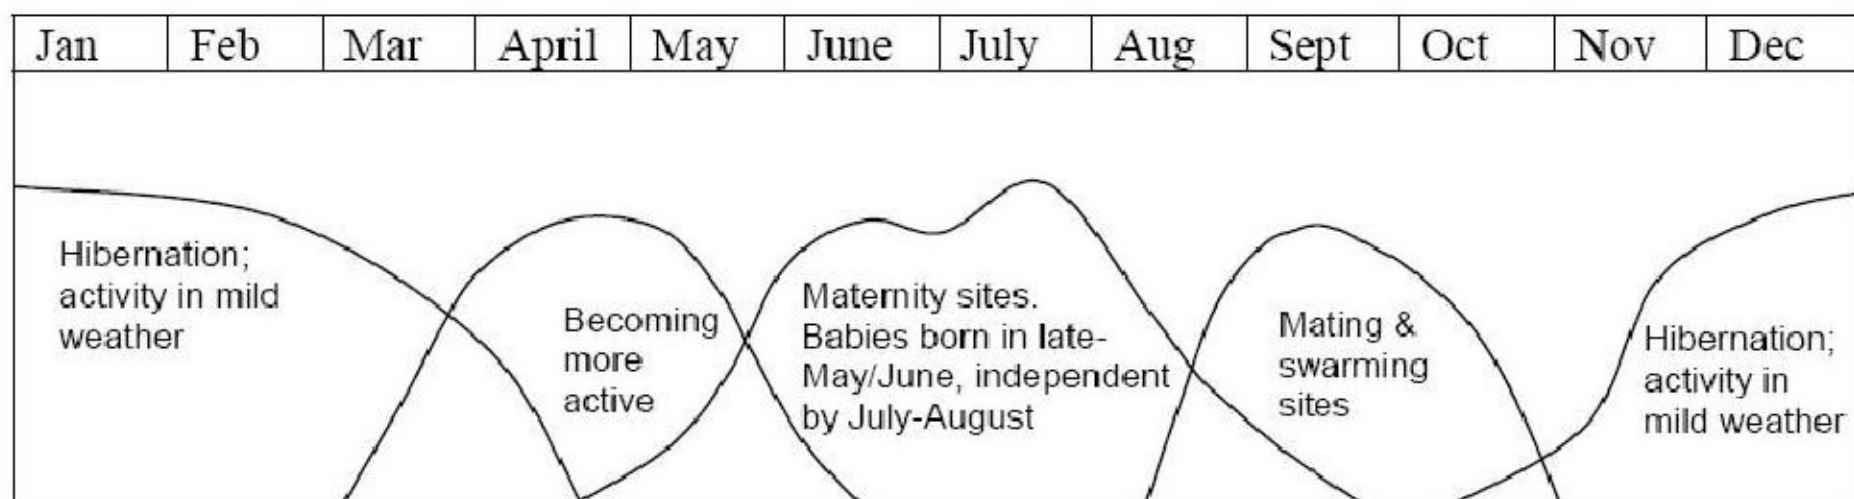 Jan Feb Mar April May June July Aug Sept Oct Nov Dec
Hibernation;
activity in mild
weather
Becoming
more
active
Maternity sites.
Babies born in late-
May/June, independent
by July-August
Mating &
swarming
sites
Hibernation;
activity in
mild weather